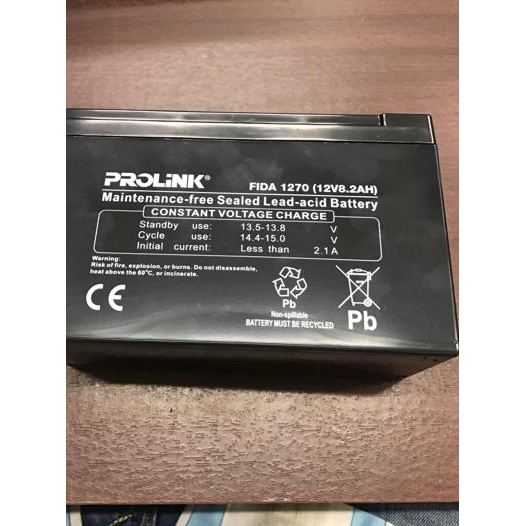 PROLiNK®
FIDA 1270 (12V8.2AH)
Maintenance-free Sealed Lead-acid Battery
CONSTANT VOLTAGE CHARGE
Standby use: 13.5-13.8 V
Cycle use: 14.4-15.0 V
Initial current: Less than 2.1A
Warning:
Risk of fire, explosion, or burns. Do not disassemble,
heat above the 60°C, or incinerate.
CE
Pb
Non-spillable
BATTERY MUST BE RECYCLED
Pb